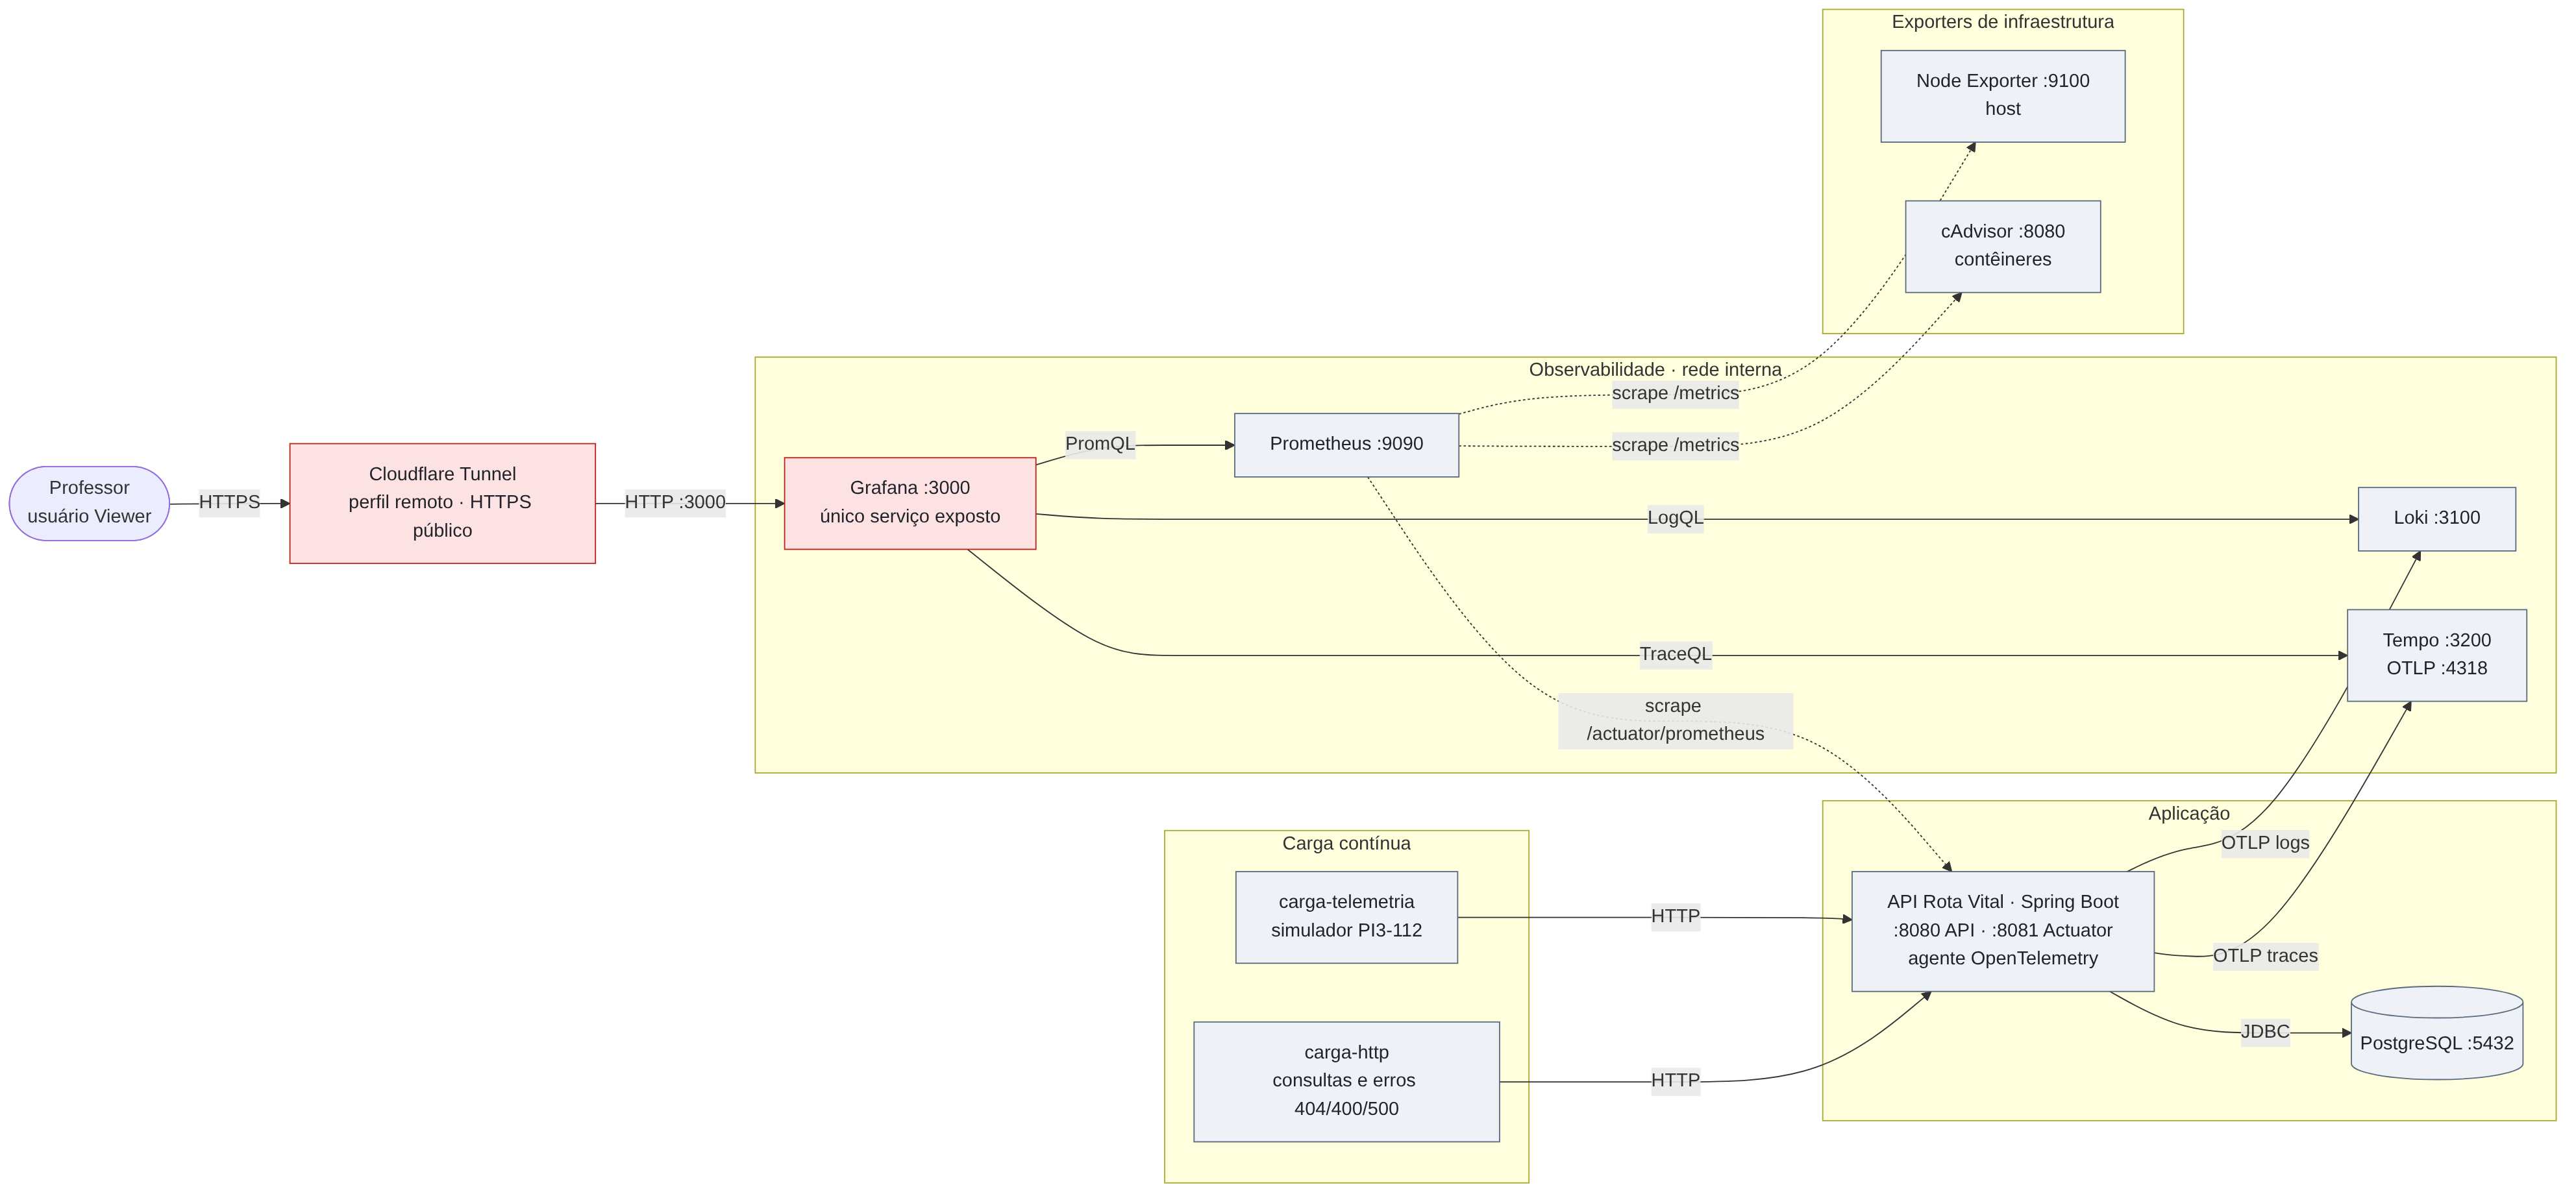 Exporters de infraestrutura
Node Exporter :9100
host
cAdvisor :8080
contêineres
Observabilidade · rede interna
scrape /metrics
scrape /metrics
PromQL
Prometheus :9090
Professor
usuário Viewer
HTTPS
Cloudflare Tunnel
perfil remoto · HTTPS
público
HTTP :3000
Grafana :3000
único serviço exposto
LogQL
Loki :3100
TraceQL
Tempo :3200
OTLP :4318
scrape
/actuator/prometheus
Aplicação
OTLP logs
Carga contínua
carga-telemetria
simulador PI3-112
HTTP
API Rota Vital · Spring Boot
:8080 API · :8081 Actuator
agente OpenTelemetry
OTLP traces
JDBC
PostgreSQL :5432
carga-http
consultas e erros
404/400/500
HTTP